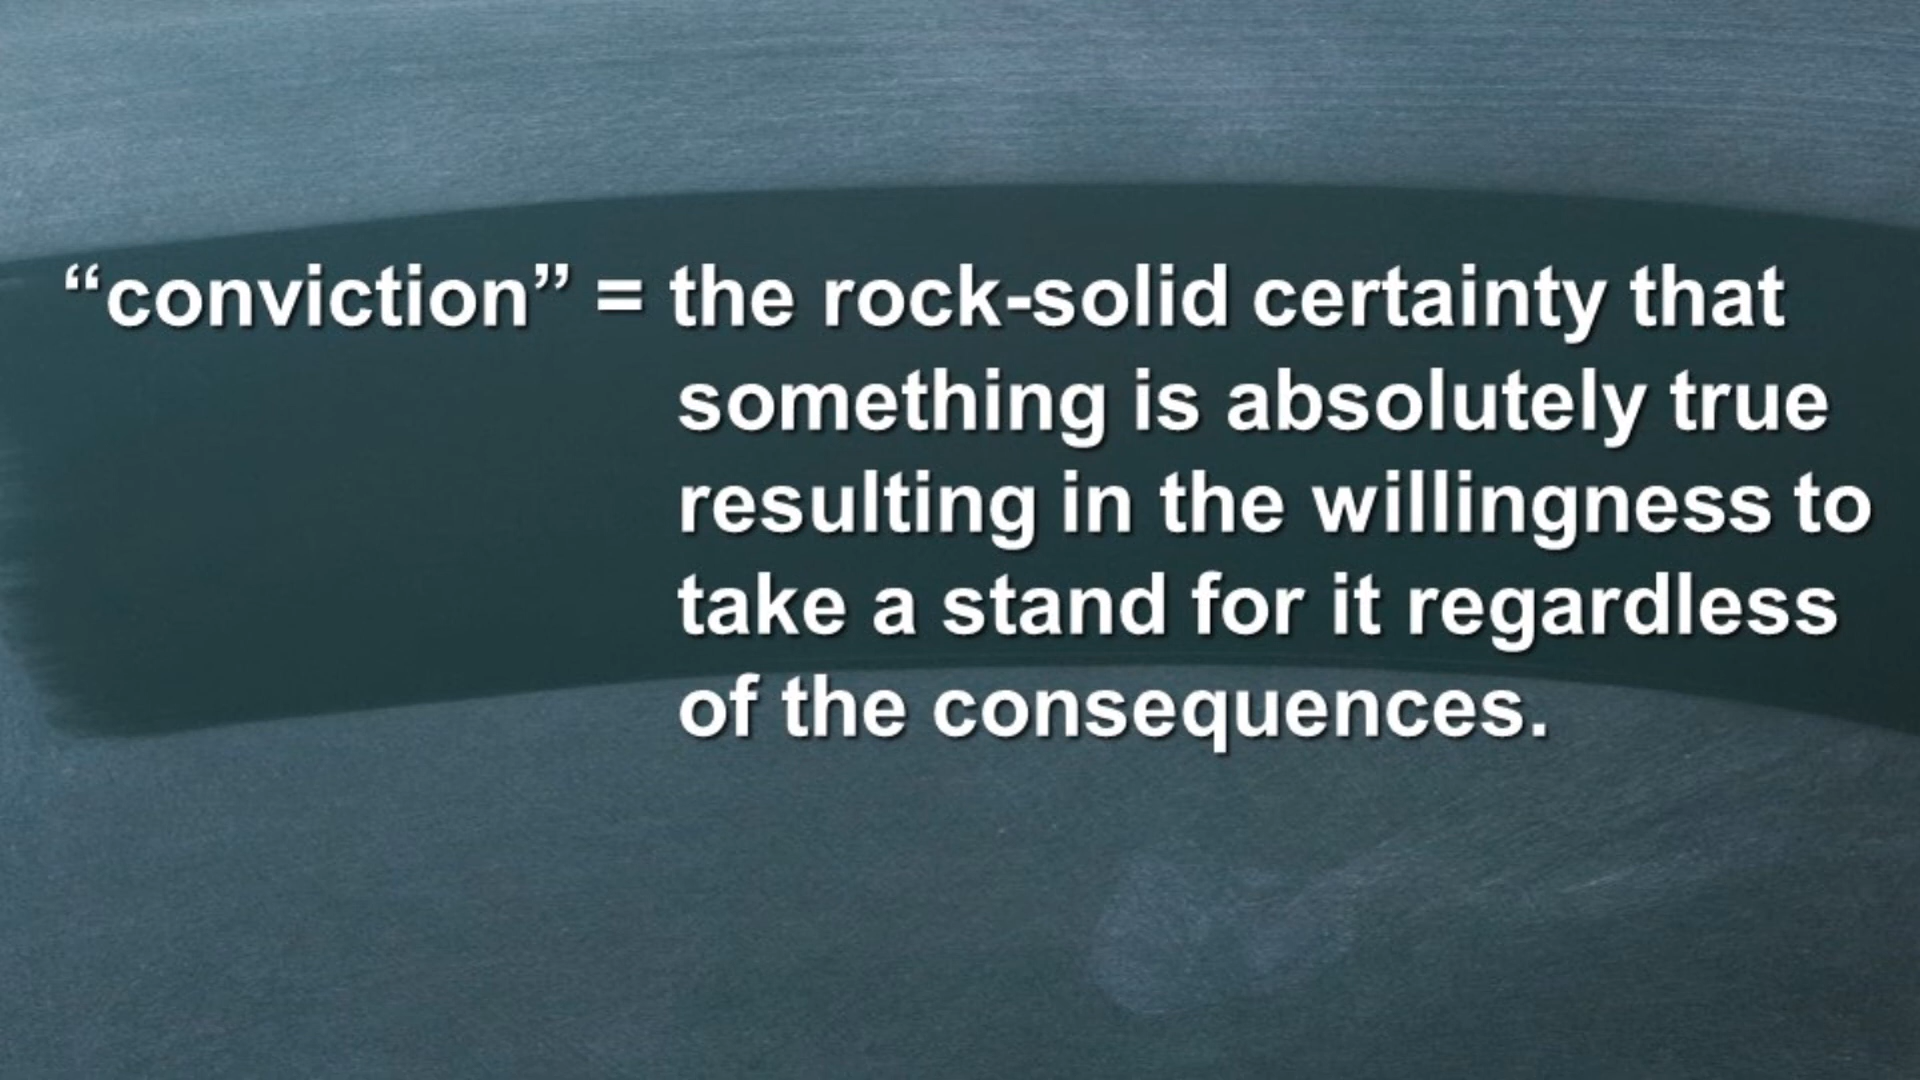 “conviction” = the rock-solid certainty that
something is absolutely true
resulting in the willingness to
take a stand for it regardless
of the consequences.